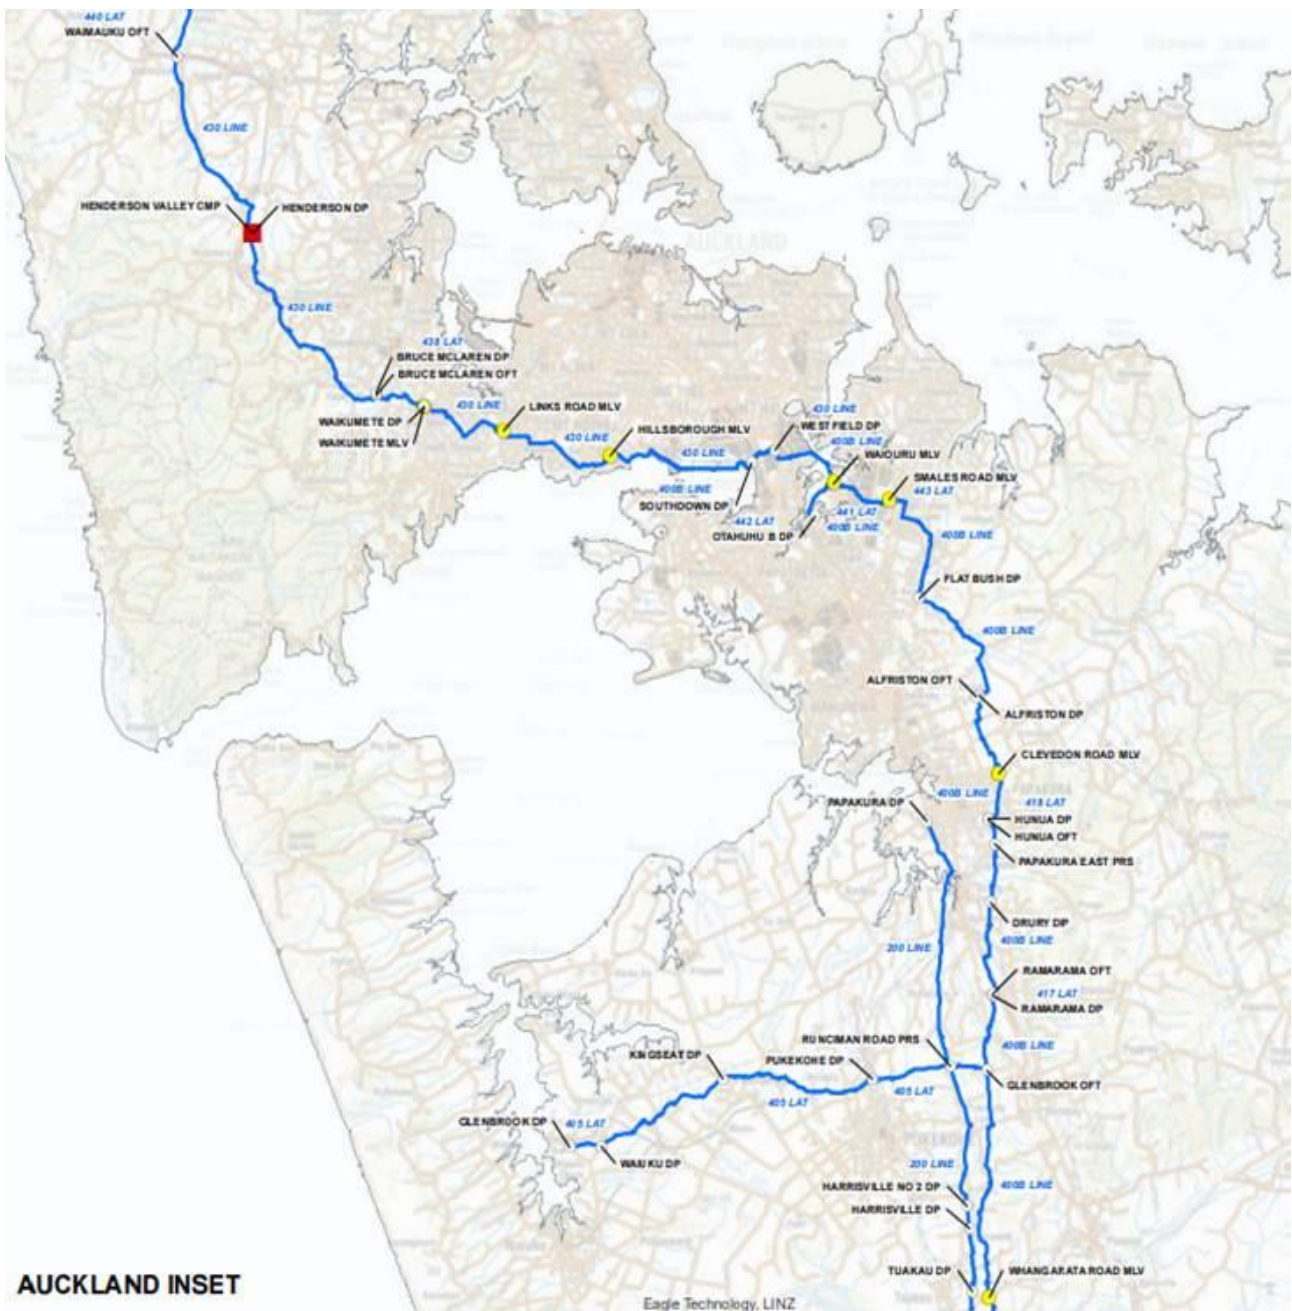 440 LAT
WAIMAUKU OFT
430 LINE
HENDERSON VALLEY CMP
HENDERSON DP
430 LINE
438 LAT
BRUCE MCLAREN DP
BRUCE MCLAREN OFT
WAIKUMETE DP
WAIKUMETE MLV
430 LINE
LINKS ROAD MLV
430 LINE
HILLSBOROUGH MLV
430 LINE
400B LINE
SOUTHDOWN DP
430 LINE
WESTFIELD DP
400B LINE
WAIOURU MLV
SMALES ROAD MLV
443 LAT
441 LAT
442 LAT
400B LINE
OTAHUHU B DP
400B LINE
FLAT BUSH DP
400B LINE
ALFRISTON OFT
ALFRISTON DP
CLEVEDON ROAD MLV
400B LINE
418 LAT
PAPAKURA DP
HUNUA DP
HUNUA OFT
PAPAKURA EAST PRS
DRURY DP
200 LINE
400B LINE
RAMARAMA OFT
417 LAT
RAMARAMA DP
RUNCIMAN ROAD PRS
400B LINE
KINGSEAT DP
PUKEKOHE DP
GLENBROOK OFT
405 LAT
405 LAT
GLENBROOK DP
405 LAT
WAIUKU DP
200 LINE
HARRISVILLE NO 2 DP
400B LINE
HARRISVILLE DP
TUAKAU DP
WHANGARATA ROAD MLV
AUCKLAND INSET
Eagle Technology, LINZ
AUCKLAND